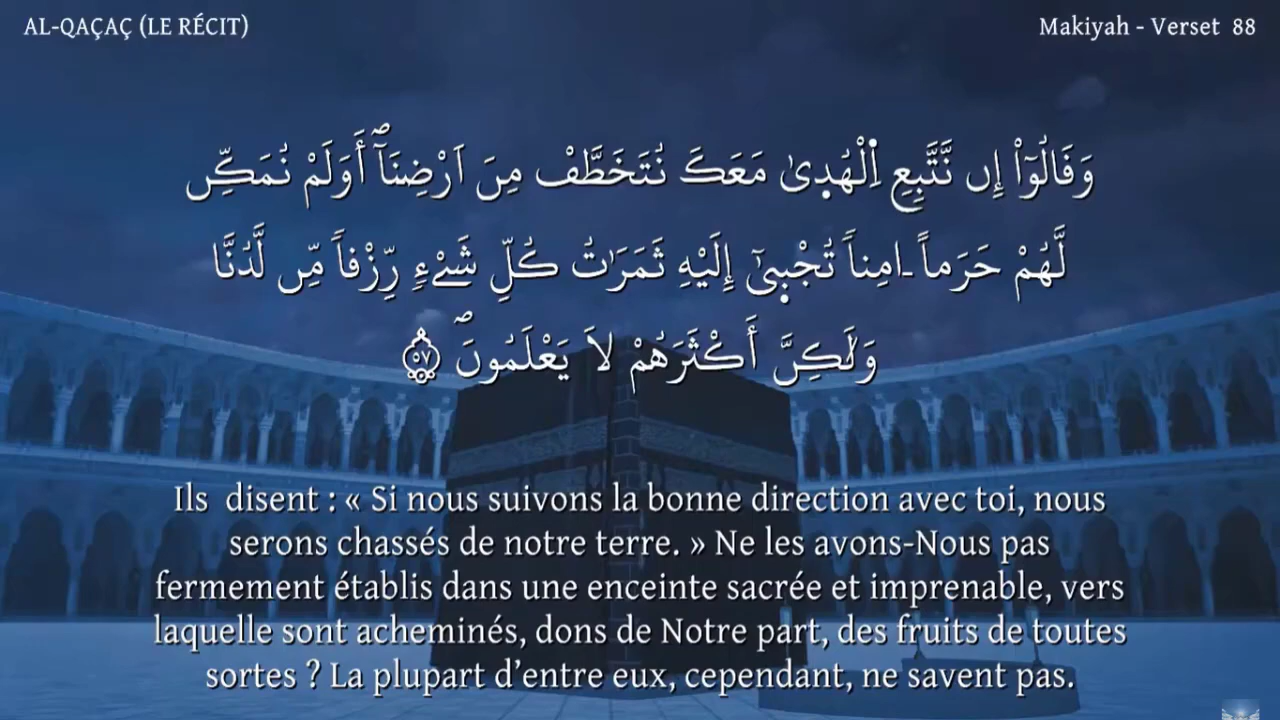 AL-QAÇAÇ (LE RÉCIT)
Makiyah - Verset 88
وَقَالُوٓاْ إِن نَّتَّبِعِ اِ۬لْهُد۪يٰ مَعَكَ نُتَخَطَّفْ مِنَ اَرْضِنَآۖ أَوَلَمْ نُمَكِّن
لَّهُمْ حَرَماً ـامِناً تُجْب۪يٰٓ إِلَيْهِ ثَمَرَٰتُ كُلِّ شَےْءٖ رِّزْقاً مِّن لَّدُنَّا
وَلَٰكِنَّ أَكْثَرَهُمْ لاَ يَعْلَمُونَۖ ٥٧
Ils disent : « Si nous suivons la bonne direction avec toi, nous
serons chassés de notre terre. » Ne les avons-Nous pas
fermement établis dans une enceinte sacrée et imprenable, vers
laquelle sont acheminés, dons de Notre part, des fruits de toutes
sortes ? La plupart d’entre eux, cependant, ne savent pas.